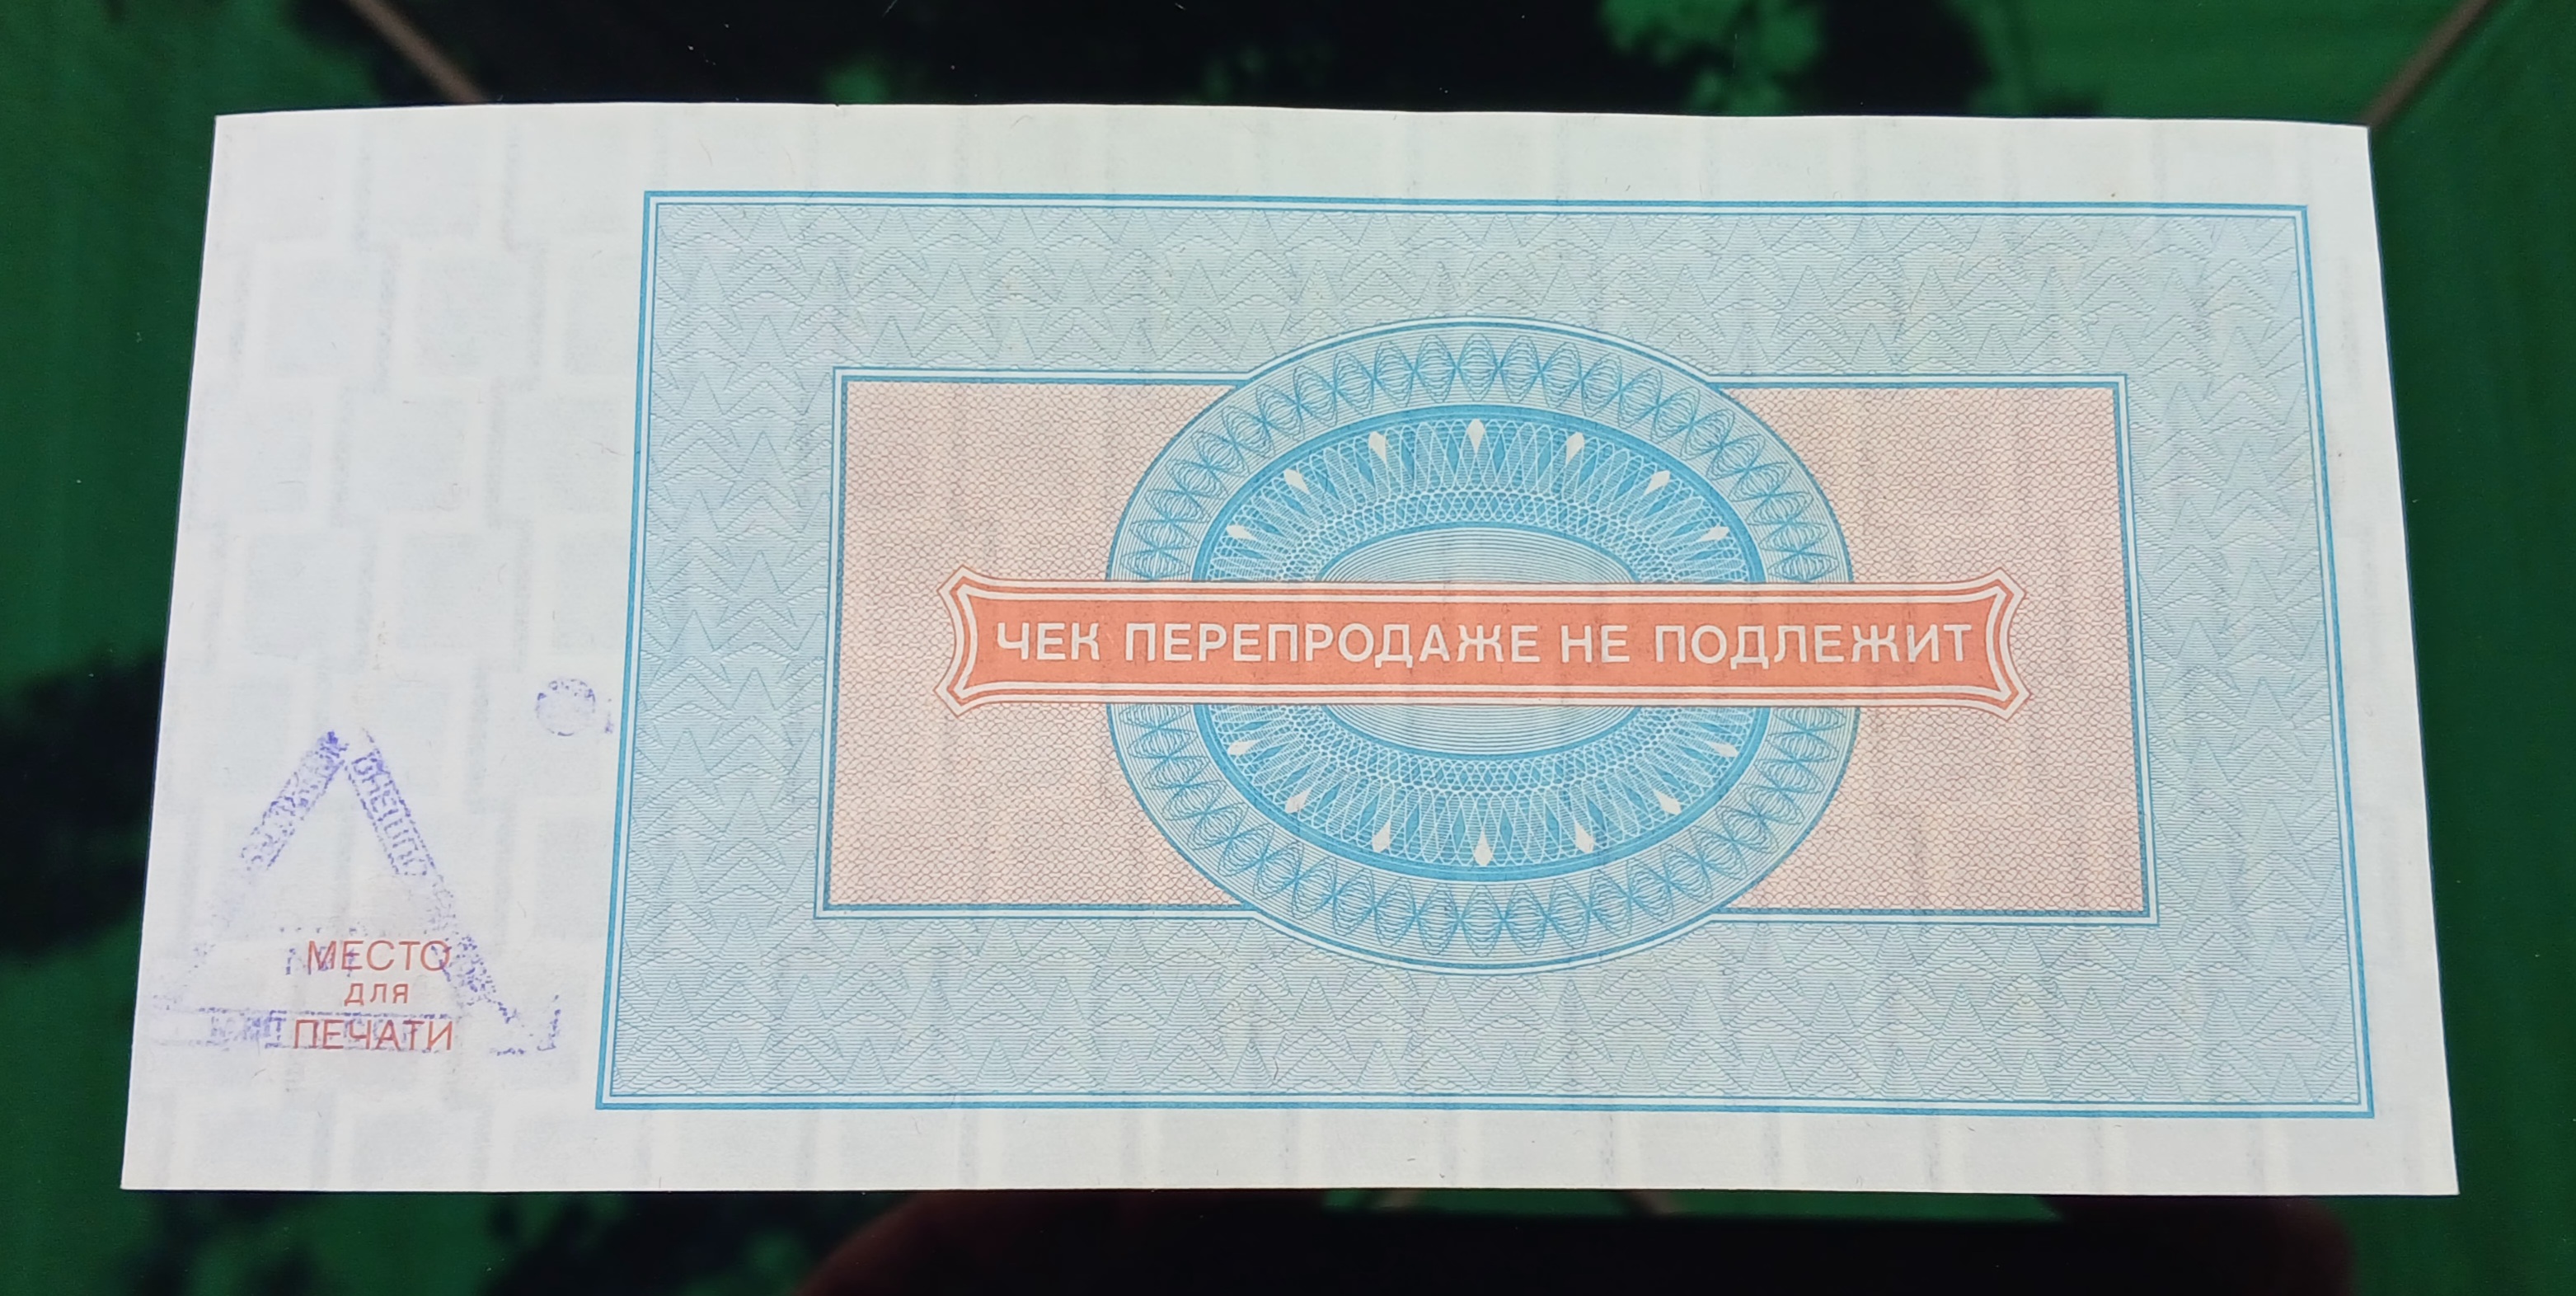 ЧЕК ПЕРЕПРОДАЖЕ НЕ ПОДЛЕЖИТ
МЕСТО
ДЛЯ
ПЕЧАТИ